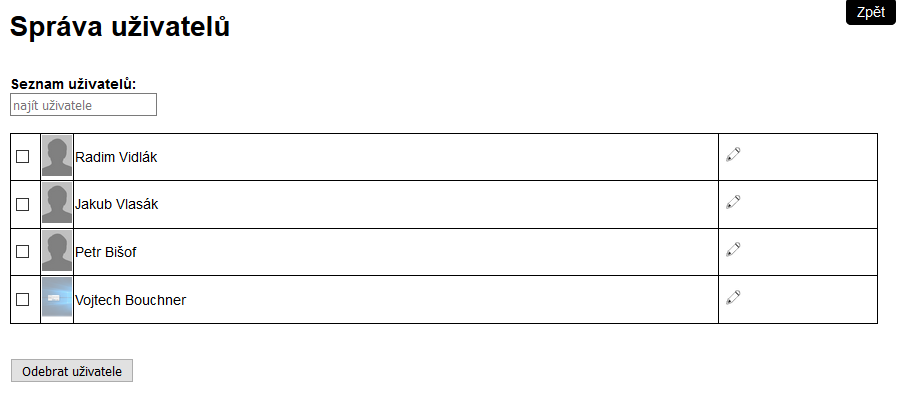 Zpět
Správa uživatelů
Seznam uživatelů:
najít uživatele
Radim Vidlák
Jakub Vlasák
Petr Bišof
Vojtech Bouchner
Odebrat uživatele